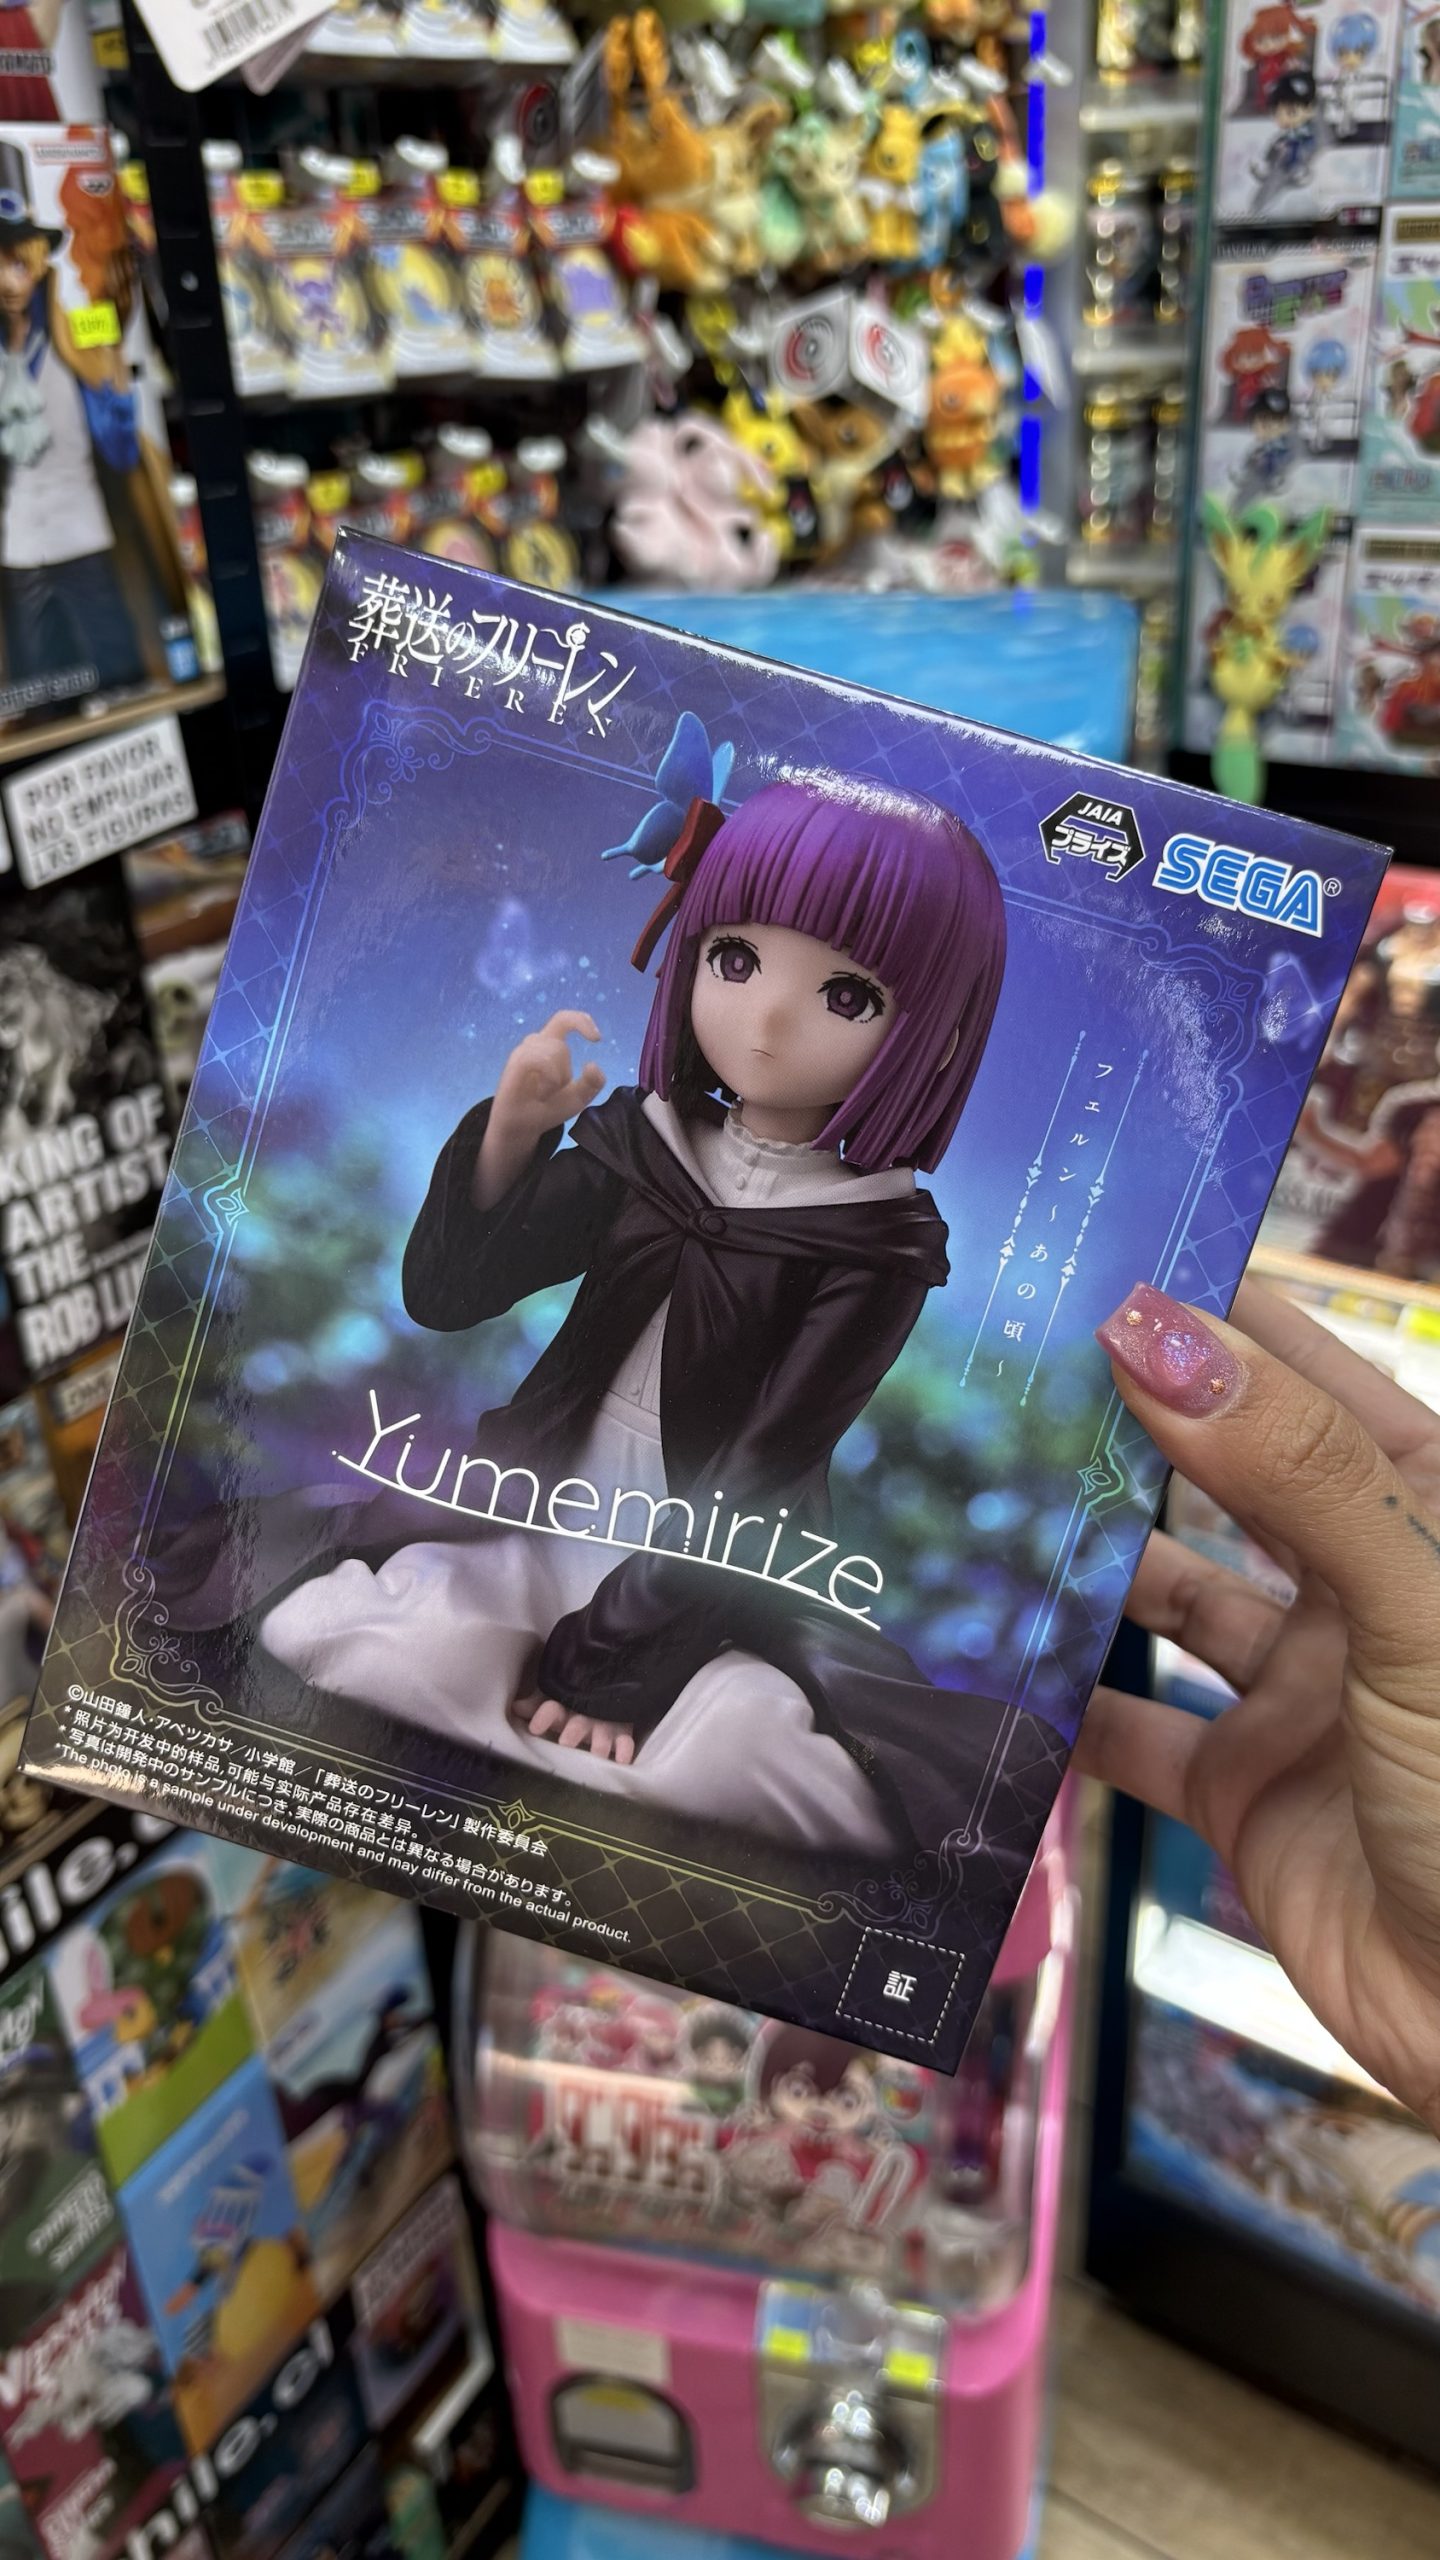 葬送のフリーレン
FRIEREN
JAIA
プライズ
SEGA®
フェルン～あの頃～
Yumemirize
©山田鐘人・アベツカサ／小学館／「葬送のフリーレン」製作委員会
*照片为开发中的样品,可能与实际产品存在差异。
*写真は開発中のサンプルにつき、実際の商品とは異なる場合があります。
*The photo is a sample under development and may differ from the actual product.
証
POR FAVOR
NO EMPUJAR
LAS FIGURAS
KING OF
ARTIST
THE
ROB LU